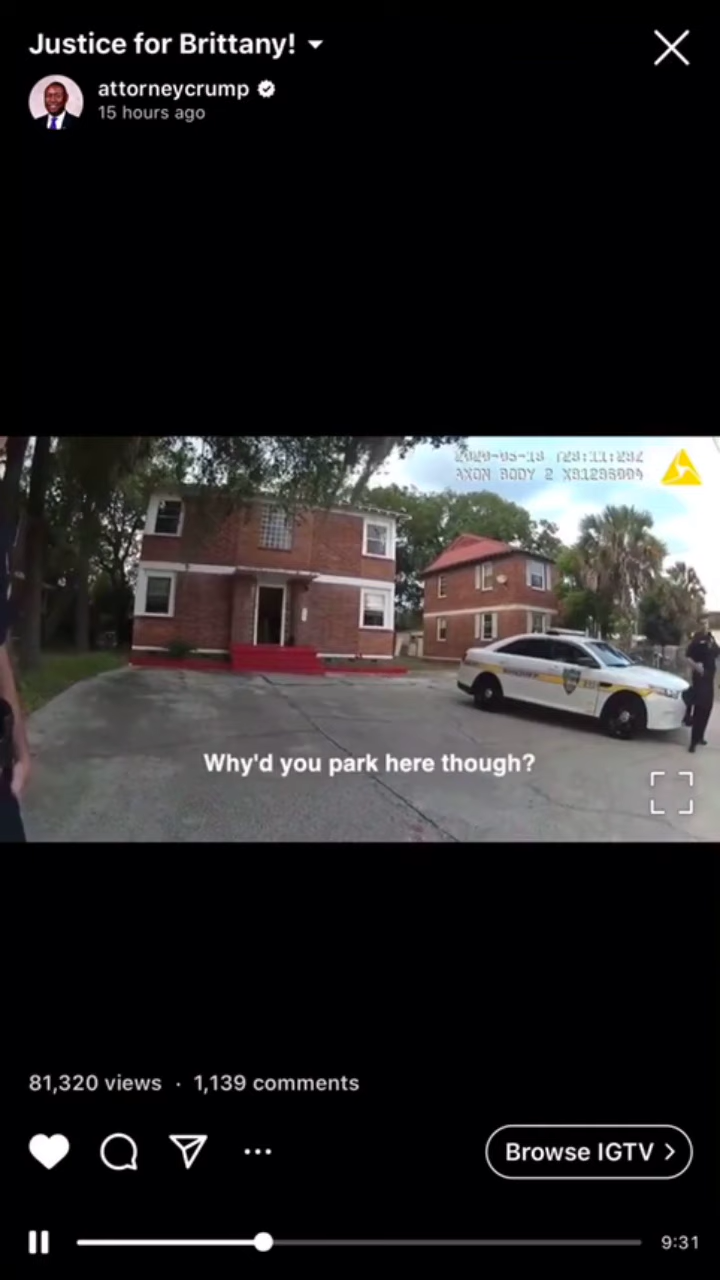 Justice for Brittany!
attorneycrump
15 hours ago
AXON BODY 2
Why'd you park here though?
81,320 views · 1,139 comments
Browse IGTV >
9:31